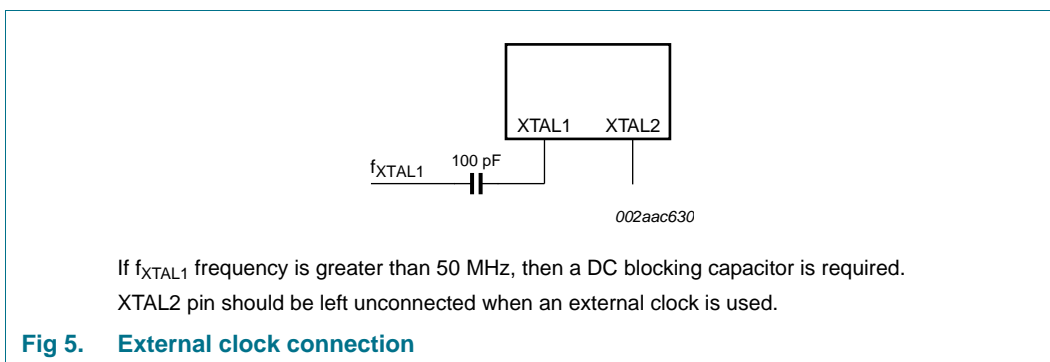 XTAL1 XTAL2
fXTAL1
100 pF
002aac630
If fXTAL1 frequency is greater than 50 MHz, then a DC blocking capacitor is required.
XTAL2 pin should be left unconnected when an external clock is used.
Fig 5. External clock connection